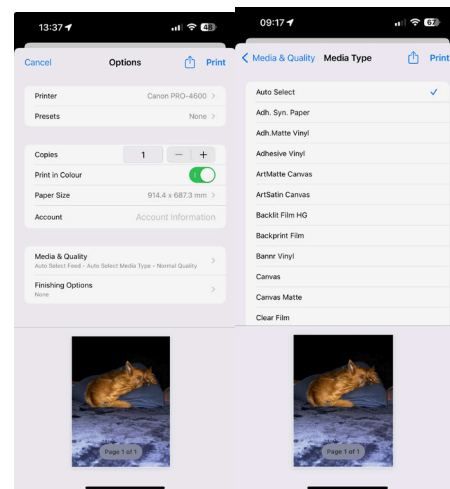 13:37
48
Cancel
Options
Print
Printer
Canon PRO-4600
Presets
None
Copies
1
− +
Print in Colour
Paper Size
914.4 x 687.3 mm
Account
Account Information
Media & Quality
Auto Select Feed • Auto Select Media Type • Normal Quality
Finishing Options
None
Page 1 of 1
09:17
67
Media & Quality
Media Type
Print
Auto Select
Adh. Syn. Paper
Adh.Matte Vinyl
Adhesive Vinyl
ArtMatte Canvas
ArtSatin Canvas
Backlit Film HG
Backprint Film
Bannr Vinyl
Canvas
Canvas Matte
Clear Film
Page 1 of 1